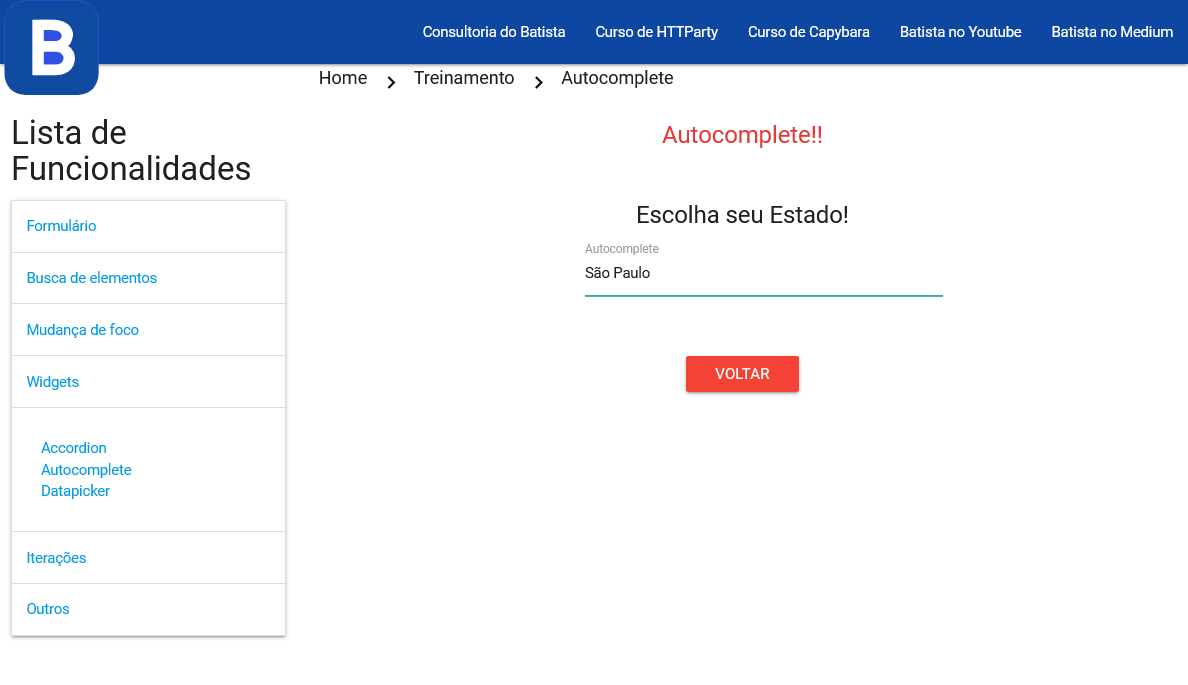 B
Consultoria do Batista
Curso de HTTParty
Curso de Capybara
Batista no Youtube
Batista no Medium
Home
Treinamento
Autocomplete
Lista de
Funcionalidades
Formulário
Busca de elementos
Mudança de foco
Widgets
Accordion
Autocomplete
Datapicker
Iterações
Outros
Autocomplete!!
Escolha seu Estado!
Autocomplete
São Paulo
VOLTAR